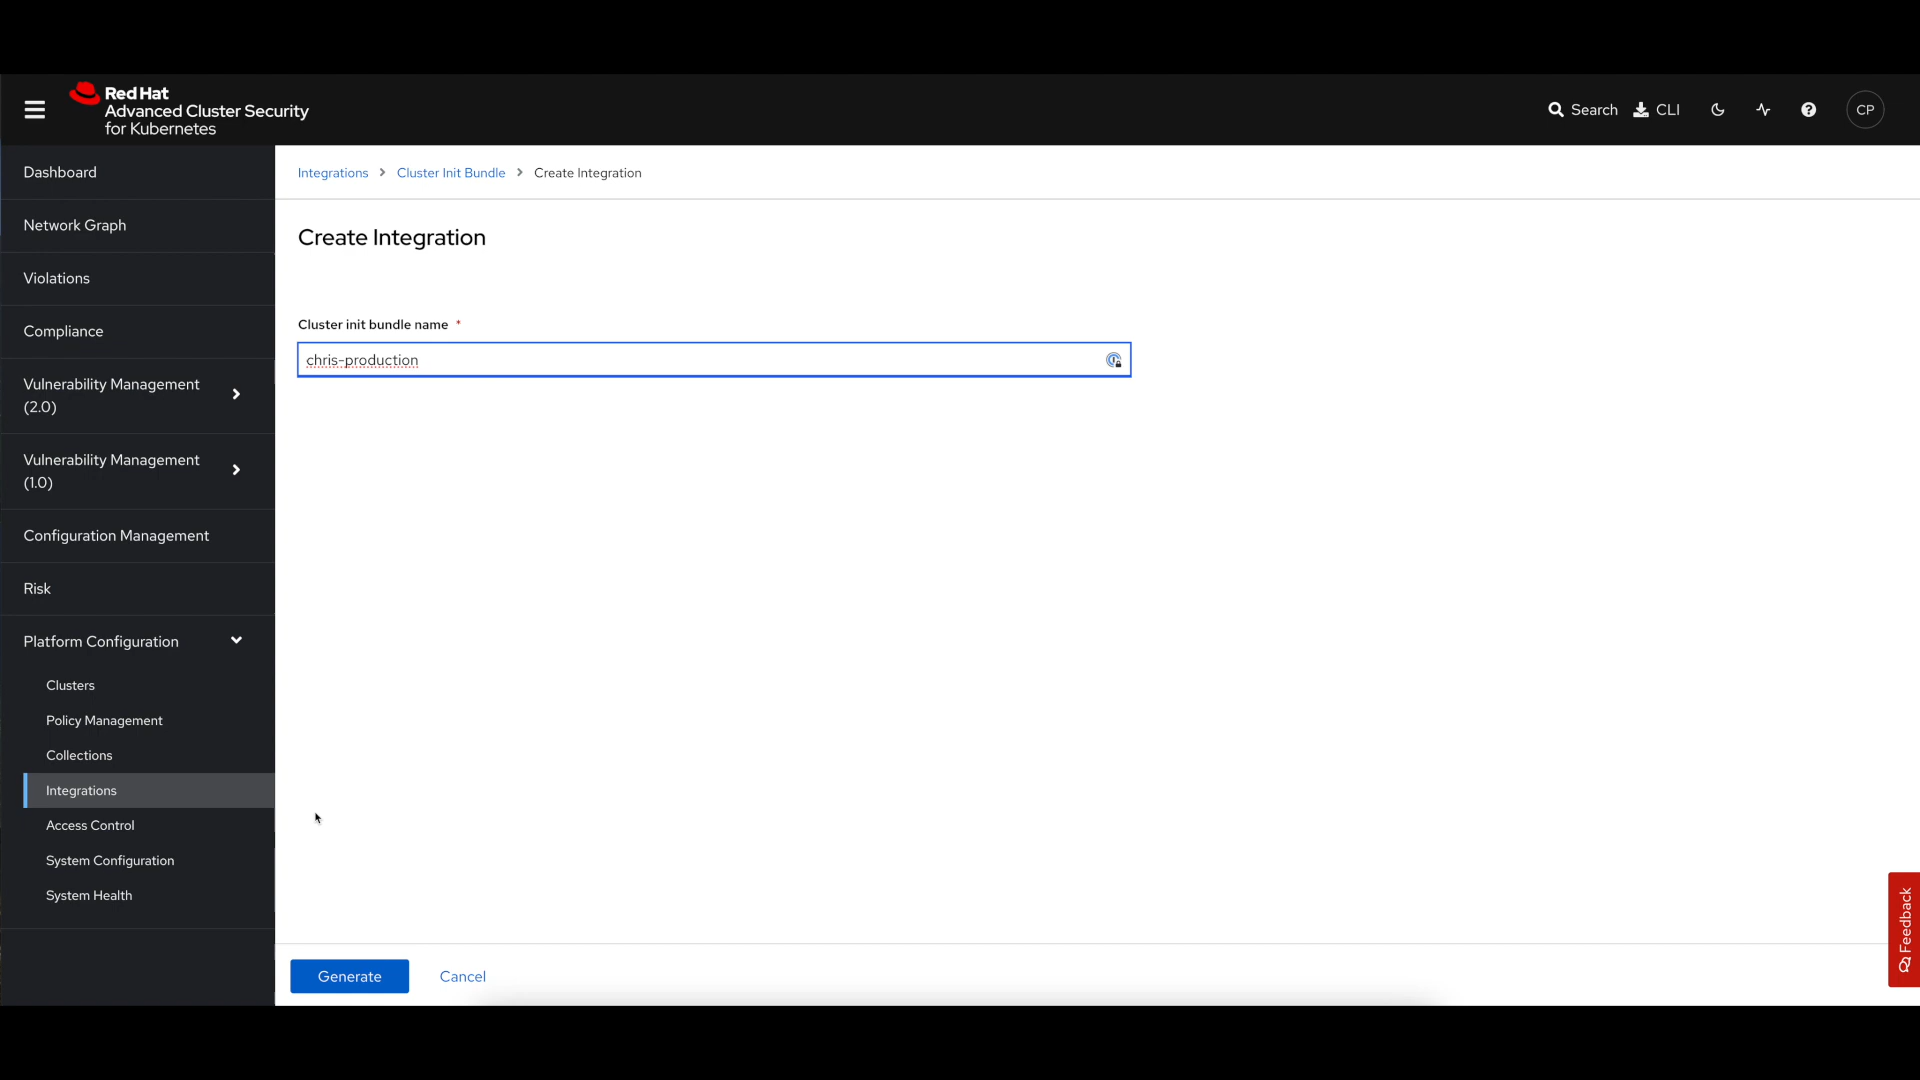 Red Hat
Advanced Cluster Security
for Kubernetes
Search
CLI
CP
Dashboard
Network Graph
Violations
Compliance
Vulnerability Management
(2.0)
Vulnerability Management
(1.0)
Configuration Management
Risk
Platform Configuration
Clusters
Policy Management
Collections
Integrations
Access Control
System Configuration
System Health
Integrations > Cluster Init Bundle > Create Integration
Create Integration
Cluster init bundle name *
chris-production
Generate
Cancel
Feedback